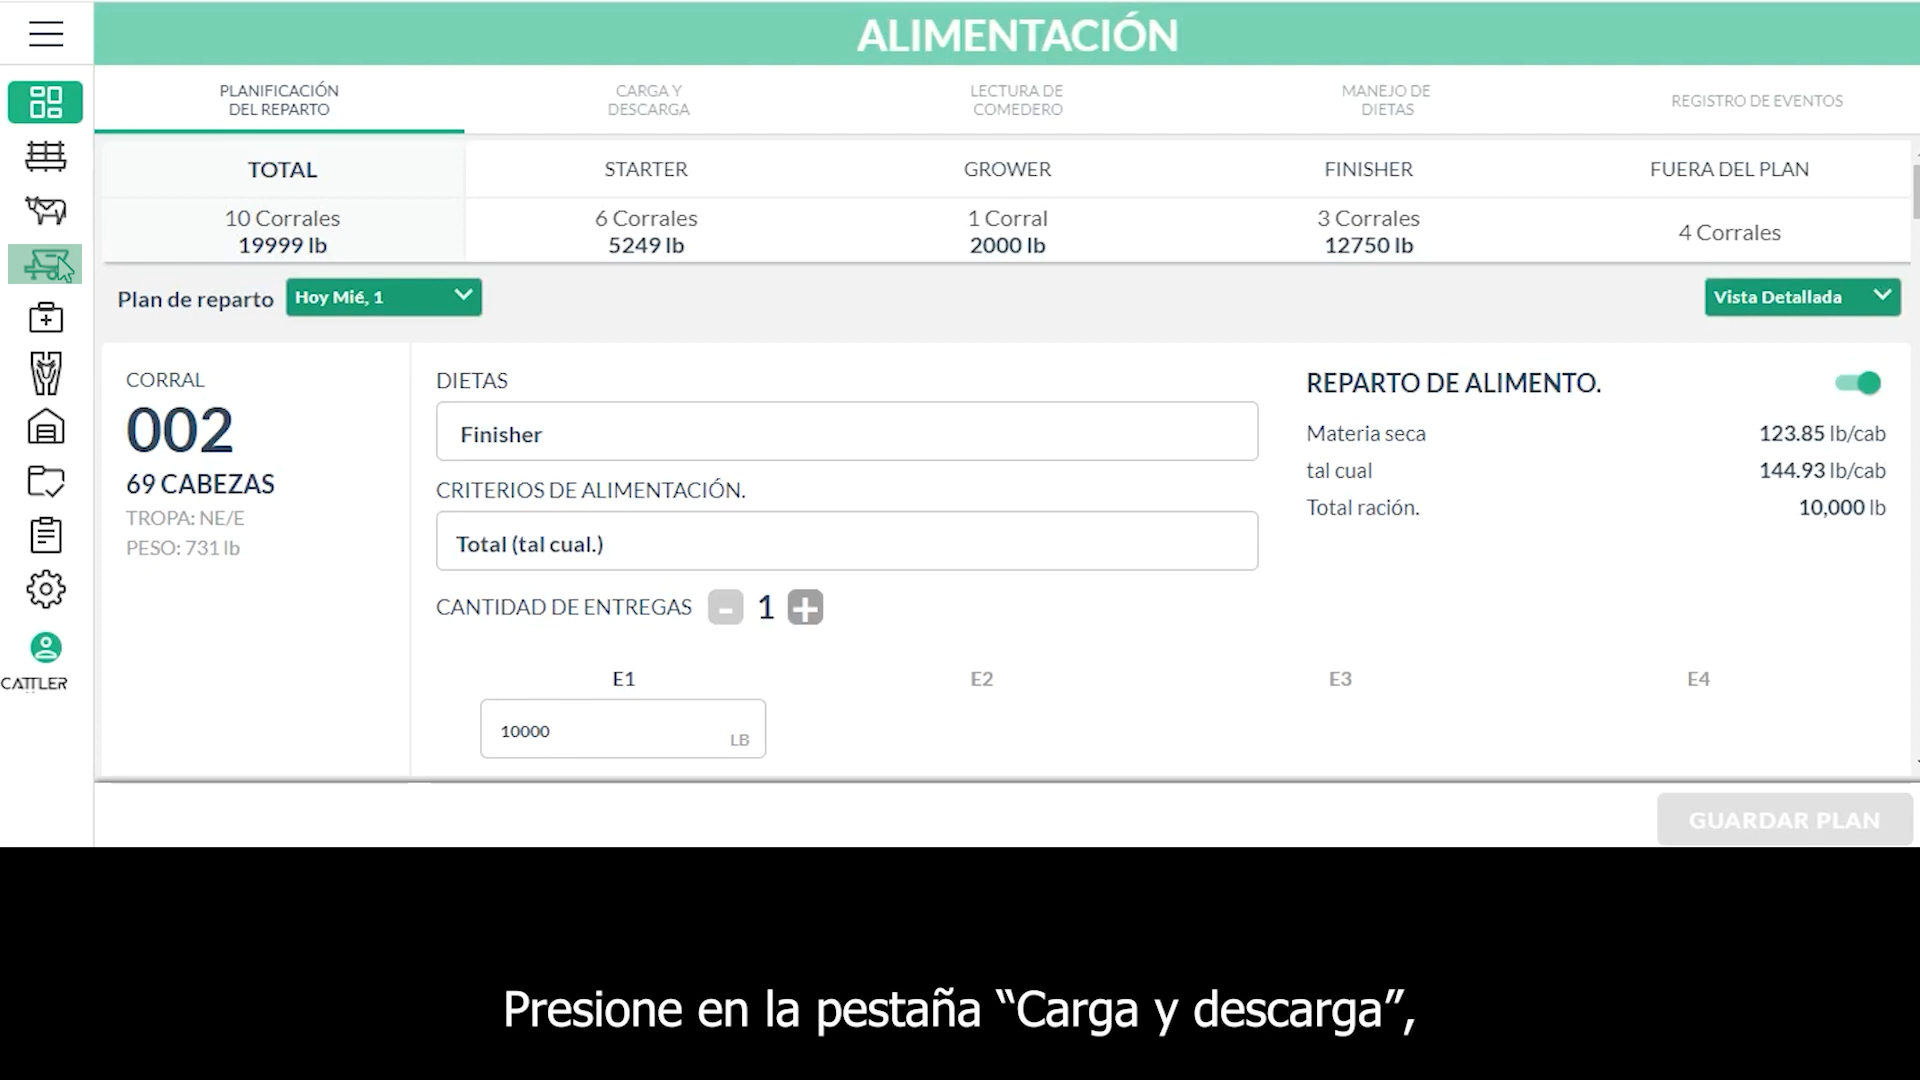 ALIMENTACIÓN
PLANIFICACIÓN
DEL REPARTO
CARGA Y
DESCARGA
LECTURA DE
COMEDERO
MANEJO DE
DIETAS
REGISTRO DE EVENTOS
TOTAL
10 Corrales
19999 lb
STARTER
6 Corrales
5249 lb
GROWER
1 Corral
2000 lb
FINISHER
3 Corrales
12750 lb
FUERA DEL PLAN
4 Corrales
Plan de reparto
Hoy Mié, 1
Vista Detallada
CORRAL
002
69 CABEZAS
TROPA: NE/E
PESO: 731 lb
DIETAS
Finisher
CRITERIOS DE ALIMENTACIÓN.
Total (tal cual.)
CANTIDAD DE ENTREGAS - 1 +
E1
E2
E3
E4
10000 LB
REPARTO DE ALIMENTO.
Materia seca 123.85 lb/cab
tal cual 144.93 lb/cab
Total ración. 10,000 lb
CATTLER
GUARDAR PLAN
Presione en la pestaña “Carga y descarga”,